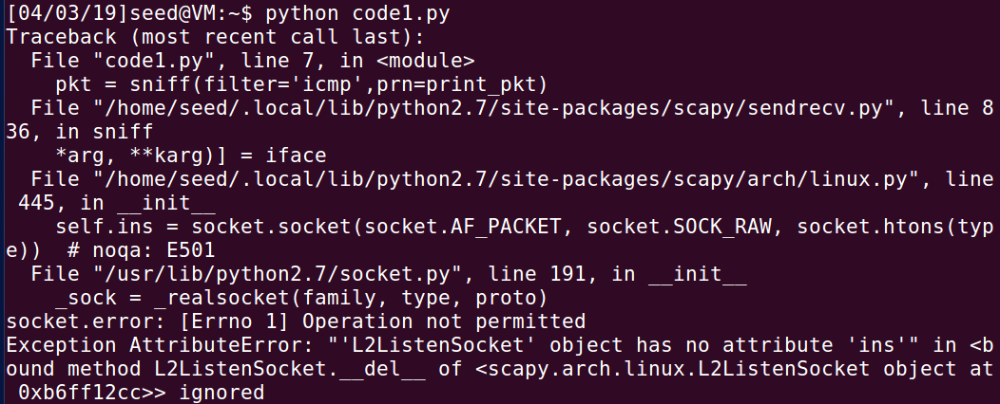 [04/03/19]seed@VM:~$ python code1.py
Traceback (most recent call last):
  File "code1.py", line 7, in <module>
    pkt = sniff(filter='icmp',prn=print_pkt)
  File "/home/seed/.local/lib/python2.7/site-packages/scapy/sendrecv.py", line 8
36, in sniff
    *arg, **karg)] = iface
  File "/home/seed/.local/lib/python2.7/site-packages/scapy/arch/linux.py", line
 445, in __init__
    self.ins = socket.socket(socket.AF_PACKET, socket.SOCK_RAW, socket.htons(typ
e))  # noqa: E501
  File "/usr/lib/python2.7/socket.py", line 191, in __init__
    _sock = _realsocket(family, type, proto)
socket.error: [Errno 1] Operation not permitted
Exception AttributeError: "'L2ListenSocket' object has no attribute 'ins'" in <b
ound method L2ListenSocket.__del__ of <scapy.arch.linux.L2ListenSocket object at
 0xb6ff12cc>> ignored